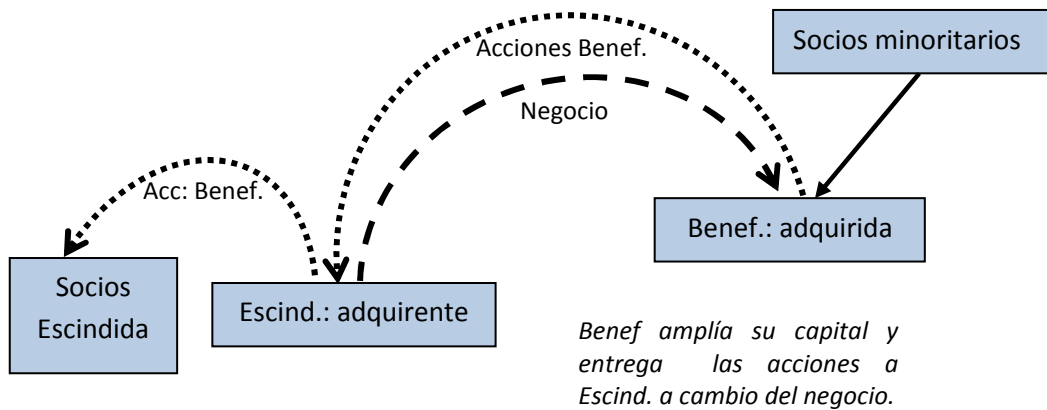 Acciones Benef.
Socios minoritarios
Negocio
Acc: Benef.
Benef.: adquirida
Socios
Escindida
Escind.: adquirente
Benef amplía su capital y
entrega las acciones a
Escind. a cambio del negocio.